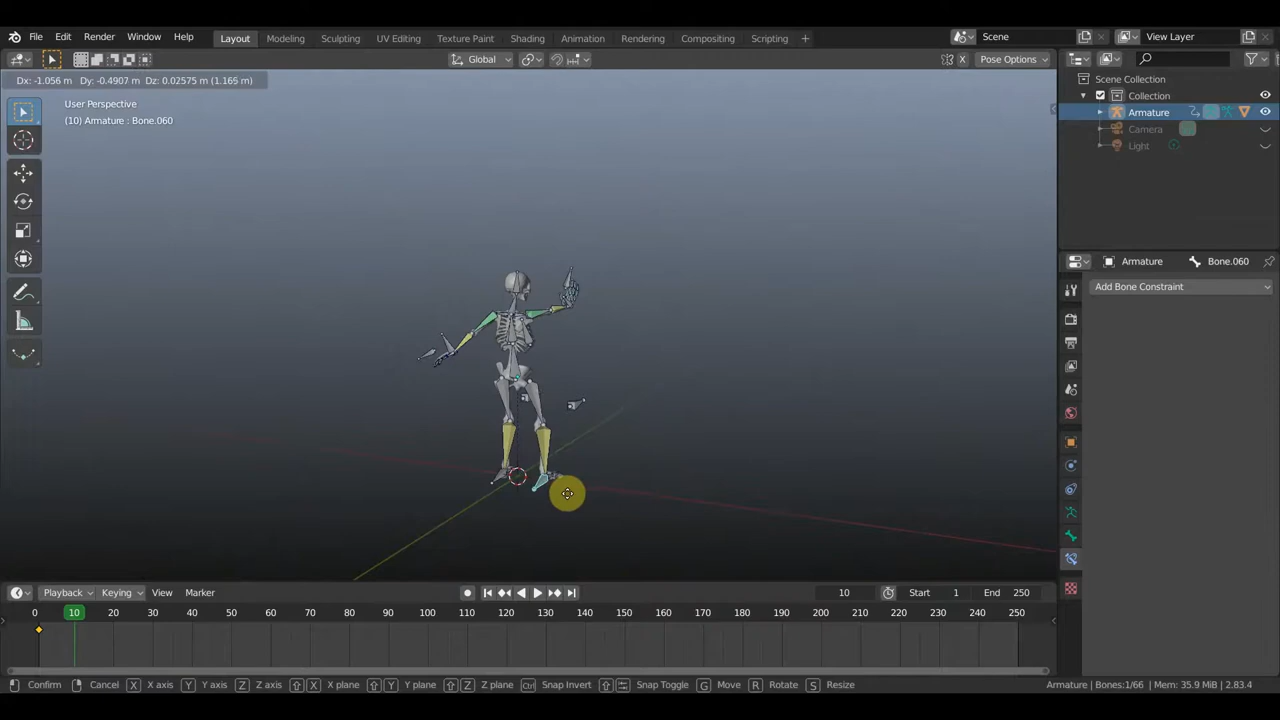 File Edit Render Window Help Layout Modeling Sculpting UV Editing Texture Paint Shading Animation Rendering Compositing Scripting + Scene View Layer
Global X Pose Options
Dx: -1.056 m Dy: -0.4907 m Dz: 0.02575 m (1.165 m)
User Perspective
(10) Armature : Bone.060
Scene Collection
Collection
Armature
Camera
Light
Armature Bone.060
Add Bone Constraint
Playback Keying View Marker 10 Start 1 End 250
0 10 20 30 40 50 60 70 80 90 100 110 120 130 140 150 160 170 180 190 200 210 220 230 240 250
Confirm Cancel X X axis Y Y axis Z Z axis X X plane Y Y plane Z Z plane Ctrl Snap Invert Snap Toggle G Move R Rotate S Resize Armature | Bones:1/66 | Mem: 35.9 MiB | 2.83.4